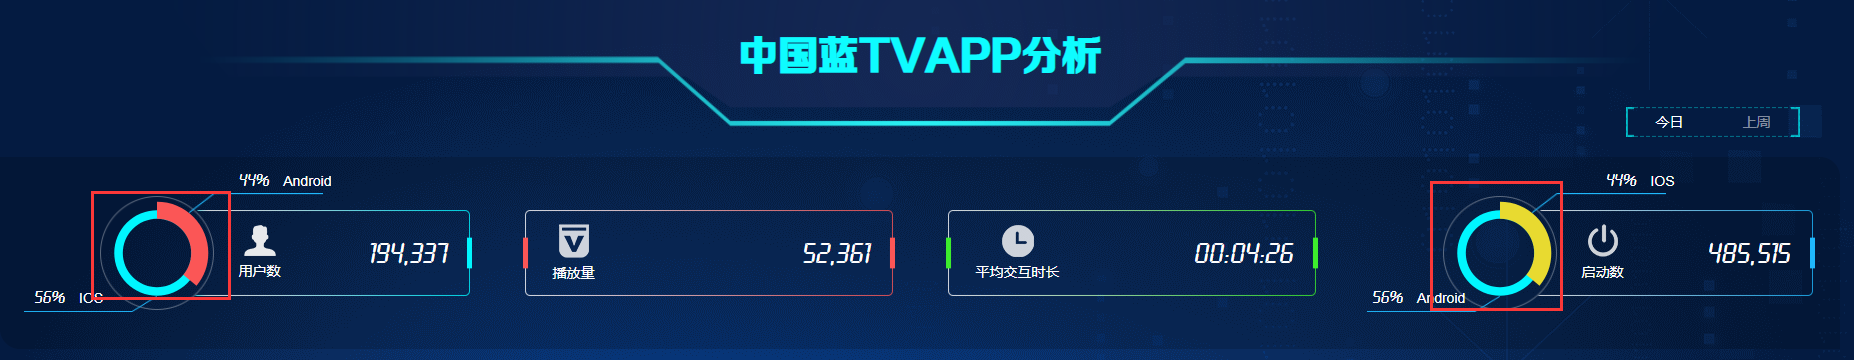 中国蓝TVAPP分析
今日 上周
44% Android
用户数 194,337
56% IOS
播放量 52,361
平均交互时长 00:04:26
44% IOS
启动数 485,515
56% Android